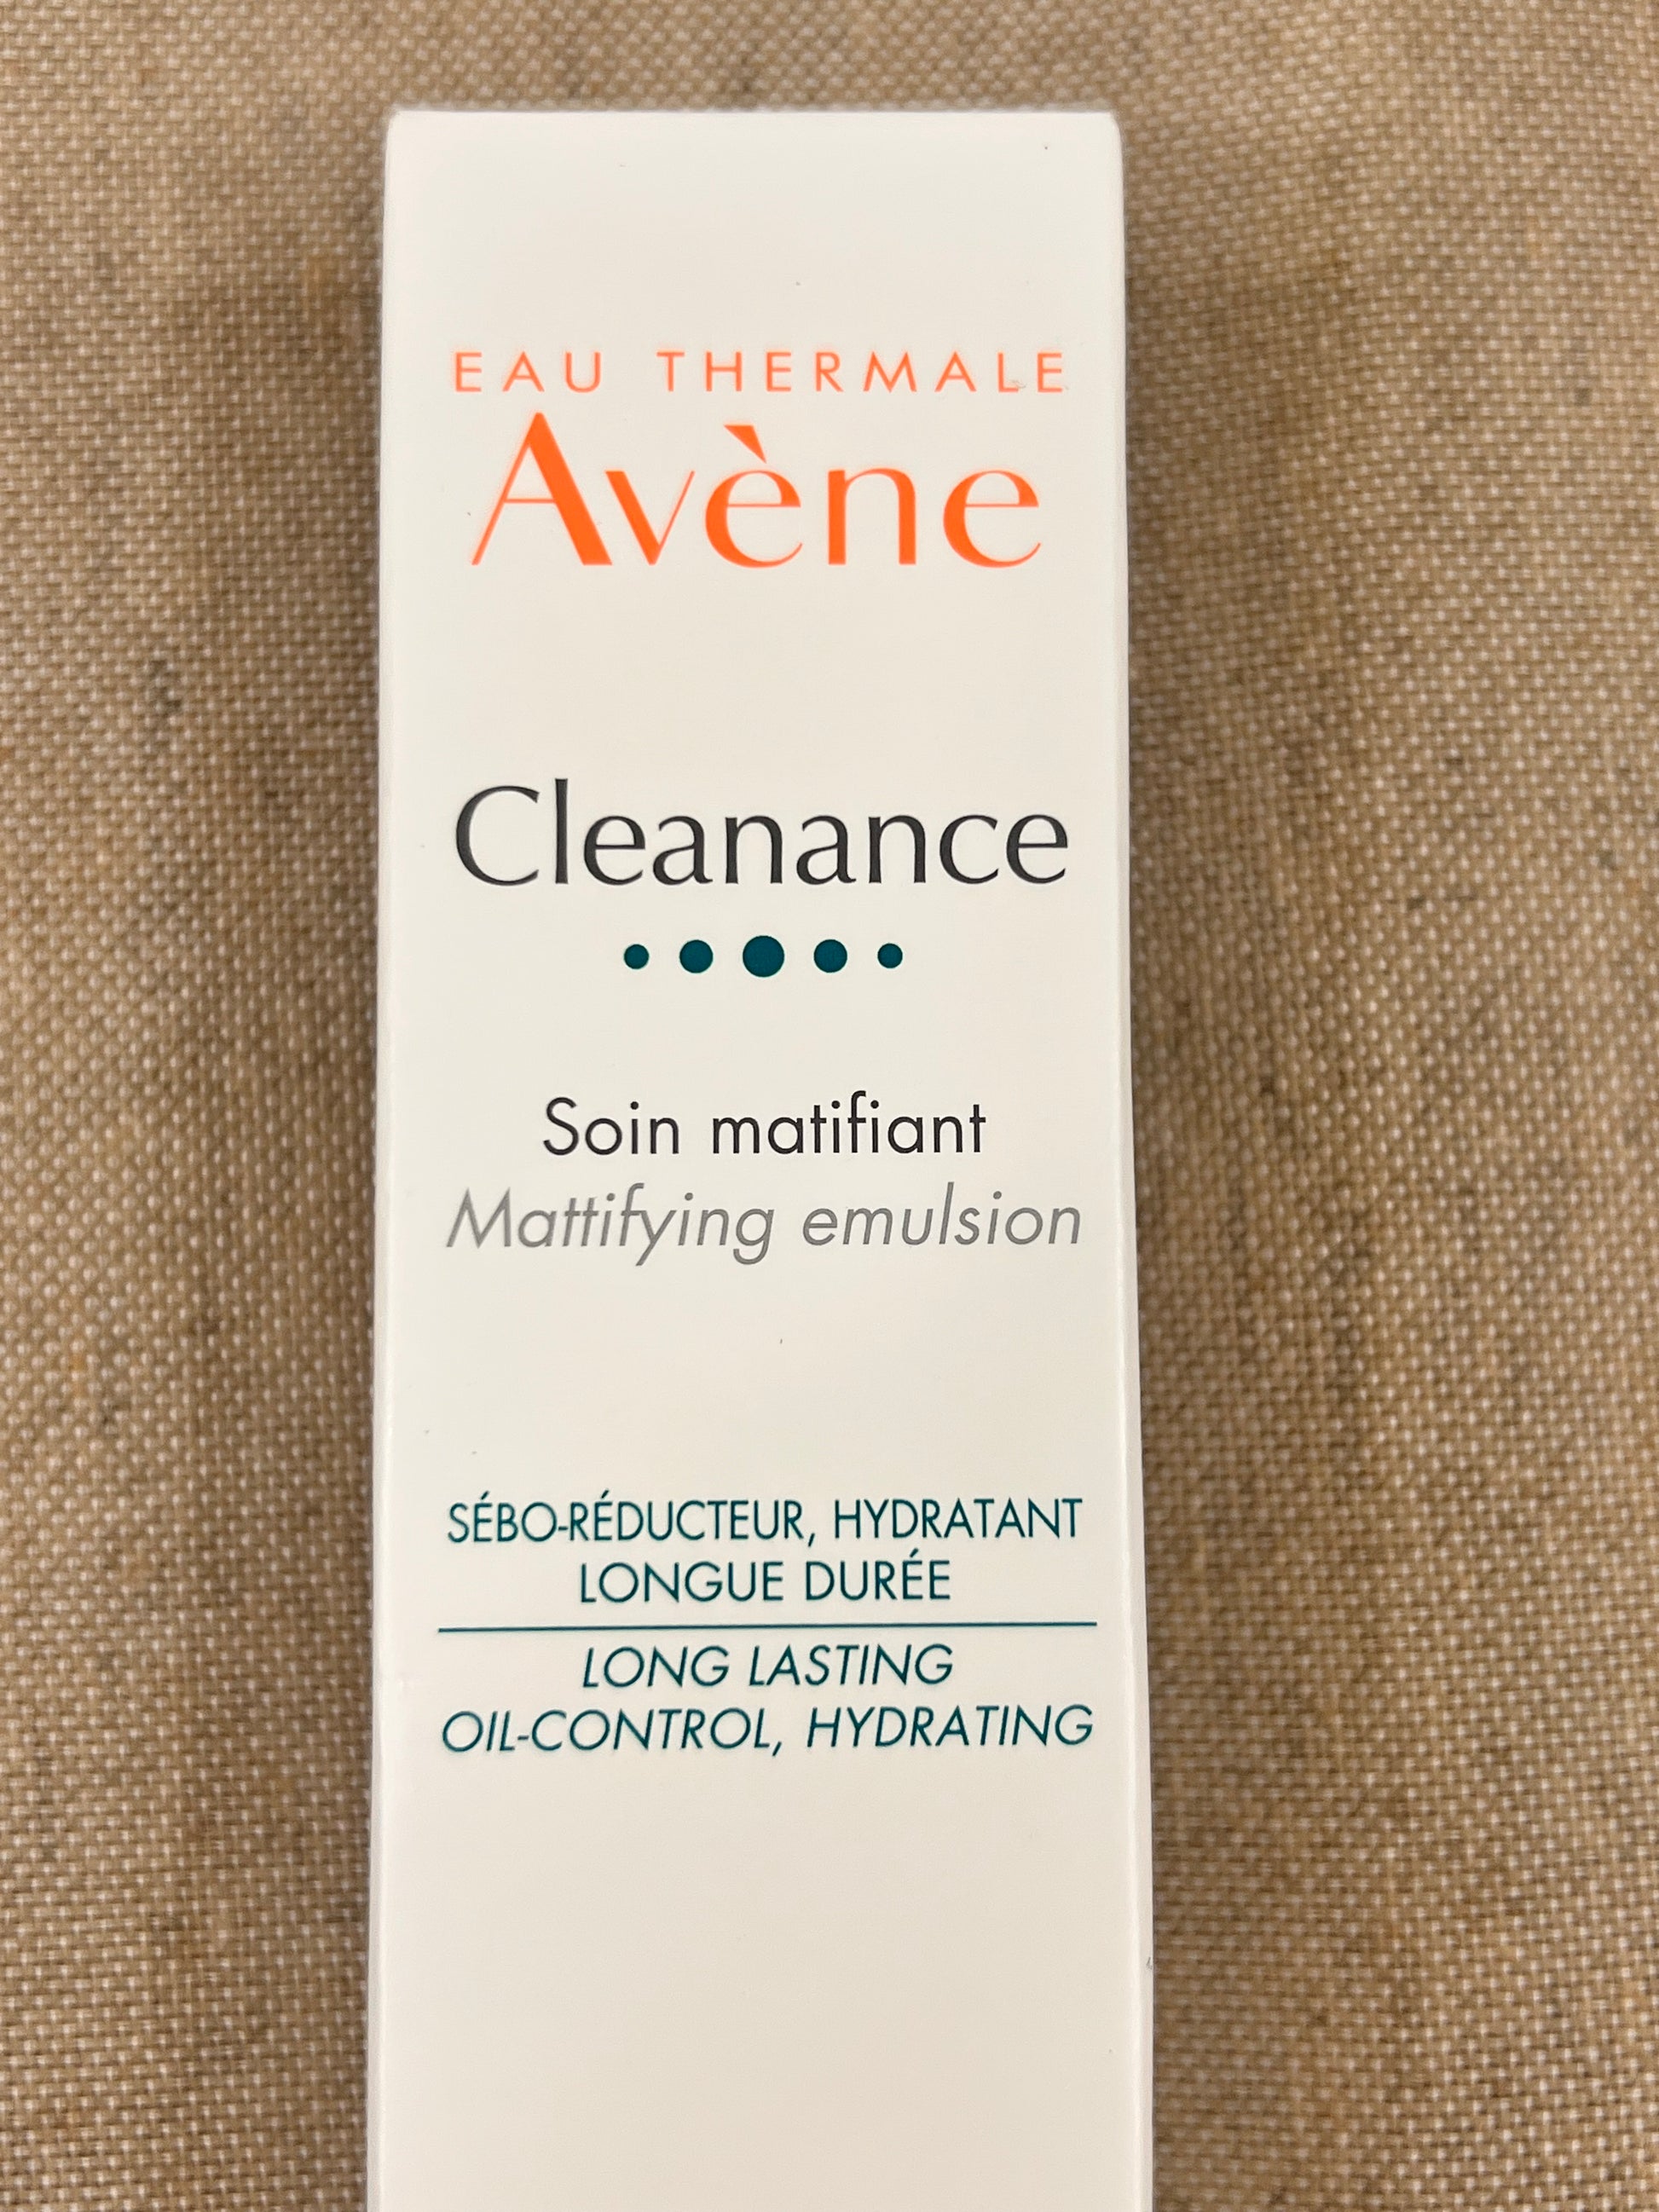 EAU THERMALE
Avène
Cleanance
Soin matifiant
Mattifying emulsion
SÉBO-RÉDUCTEUR, HYDRATANT
LONGUE DURÉE
LONG LASTING
OIL-CONTROL, HYDRATING